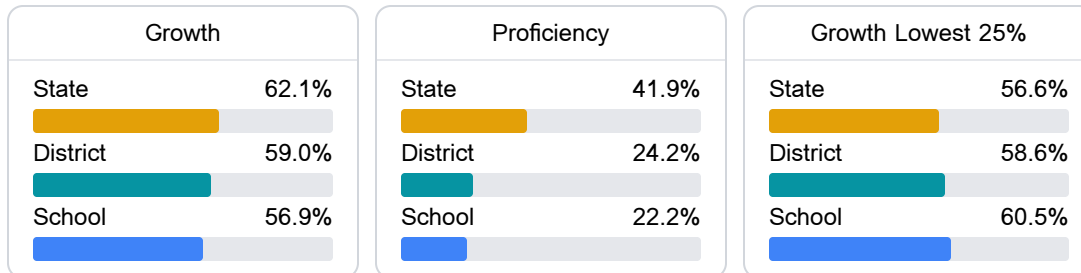 Growth
State 62.1%
District 59.0%
School 56.9%
Proficiency
State 41.9%
District 24.2%
School 22.2%
Growth Lowest 25%
State 56.6%
District 58.6%
School 60.5%